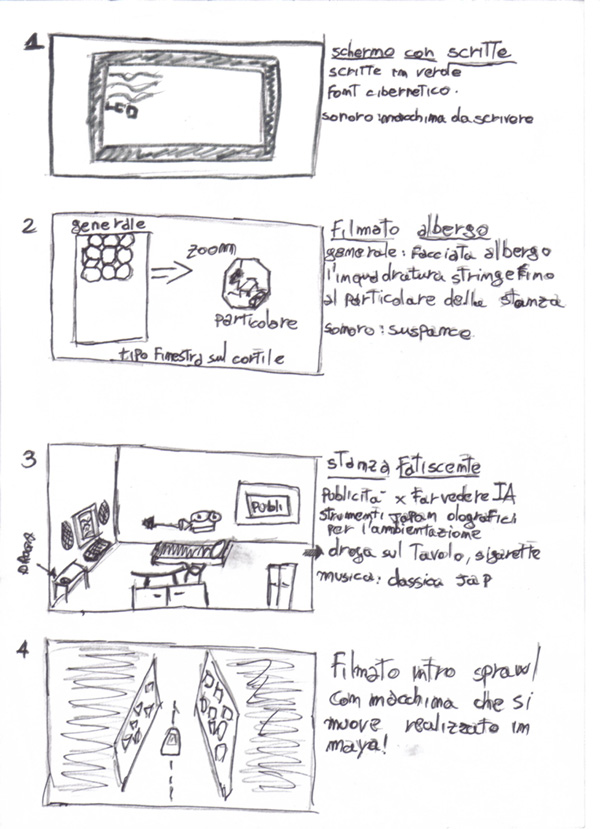 1
schermo con scritte
scritte in verde
font cibernetico.
sonoro: macchina da scrivere
2
generale
zoom
particolare
tipo finestra sul cortile
Filmato albergo
generale: facciata albergo
l'inquadratura stringe fino
al particolare della stanza
sonoro: suspance
3
Publi
DROGA
stanza fatiscente
Publicità x far vedere IA
strumenti Japan olografici
per l'ambientazione
droga sul Tavolo, sigarette
musica: classica JaP
4
Filmato intro sprawl
con macchina che si
muove realizzato in
maya!